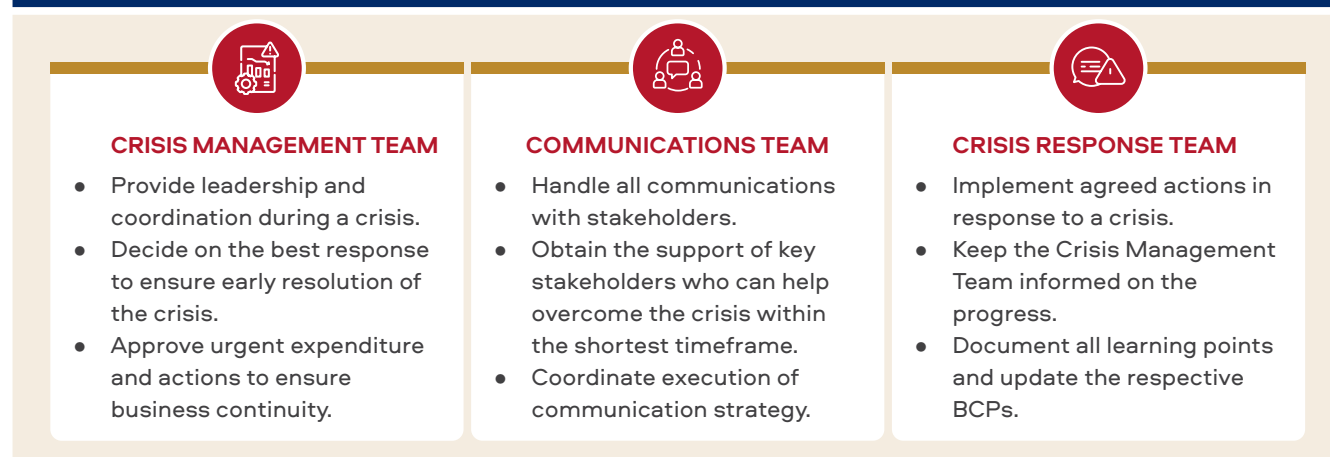 CRISIS MANAGEMENT TEAM
● Provide leadership and
coordination during a crisis.
● Decide on the best response
to ensure early resolution of
the crisis.
● Approve urgent expenditure
and actions to ensure
business continuity.
COMMUNICATIONS TEAM
● Handle all communications
with stakeholders.
● Obtain the support of key
stakeholders who can help
overcome the crisis within
the shortest timeframe.
● Coordinate execution of
communication strategy.
CRISIS RESPONSE TEAM
● Implement agreed actions in
response to a crisis.
● Keep the Crisis Management
Team informed on the
progress.
● Document all learning points
and update the respective
BCPs.